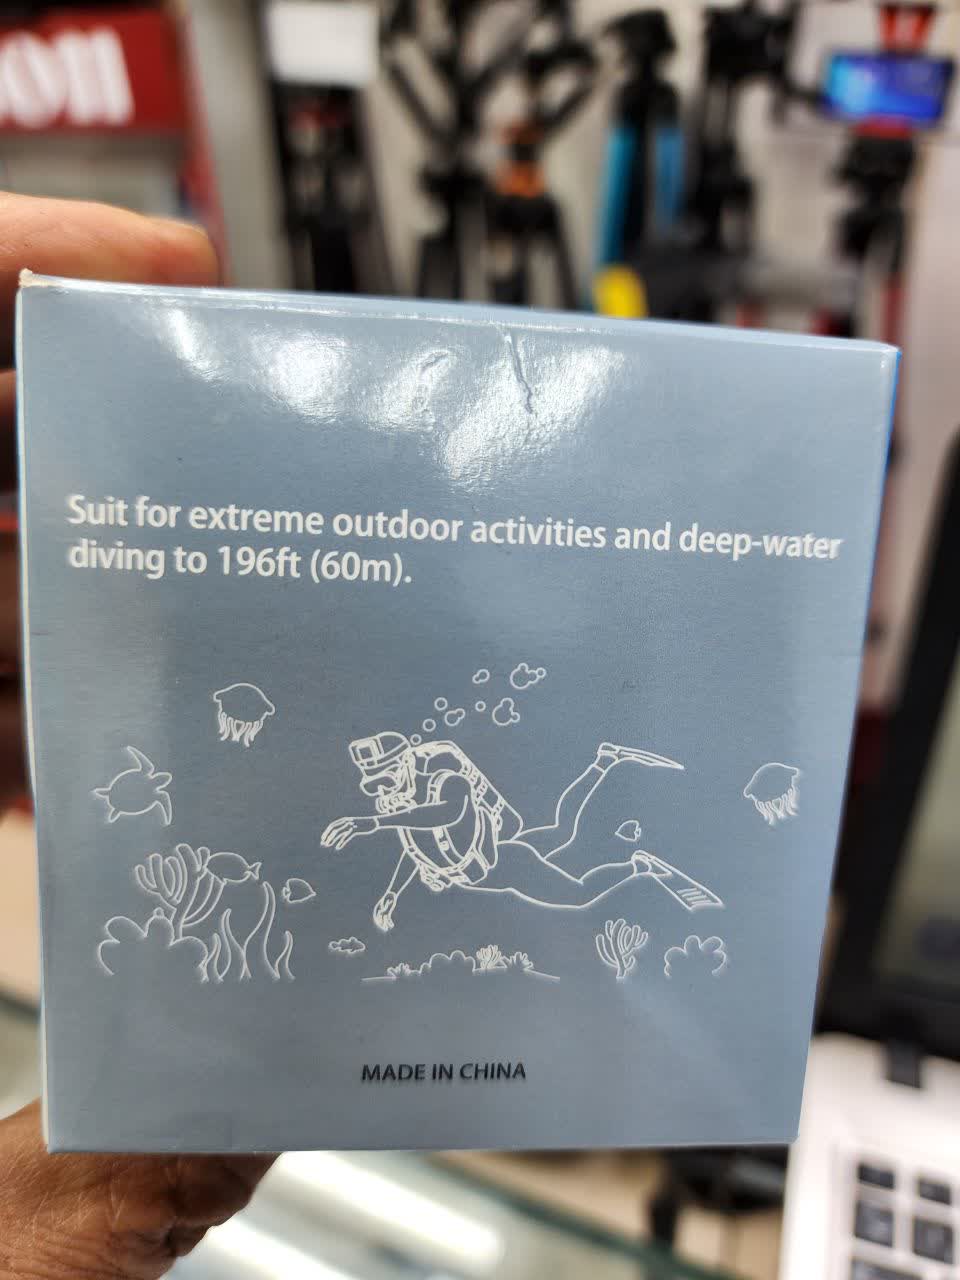 Suit for extreme outdoor activities and deep-water
diving to 196ft (60m).
MADE IN CHINA